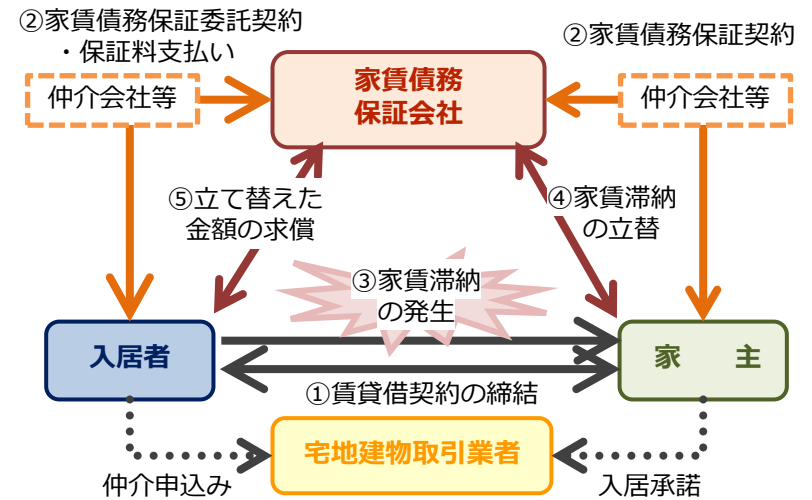 ②家賃債務保証委託契約
・保証料支払い
②家賃債務保証契約
仲介会社等
家賃債務
保証会社
仲介会社等
⑤立て替えた
金額の求償
④家賃滞納
の立替
③家賃滞納
の発生
入居者
家　　主
①賃貸借契約の締結
宅地建物取引業者
仲介申込み
入居承諾